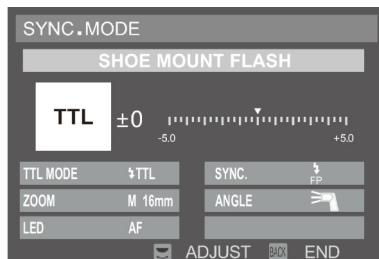 SYNC.MODE
SHOE MOUNT FLASH
TTL ±0
-5.0 +5.0
TTL MODE TTL SYNC. FP
ZOOM M 16mm ANGLE
LED AF
ADJUST BACK END